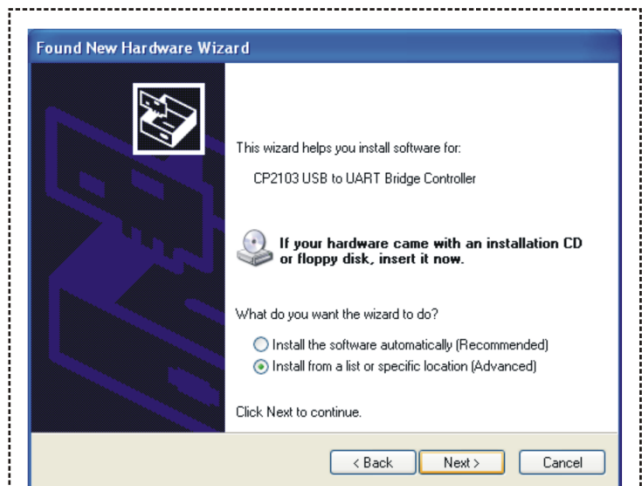 Found New Hardware Wizard
This wizard helps you install software for:
CP2103 USB to UART Bridge Controller
If your hardware came with an installation CD
or floppy disk, insert it now.
What do you want the wizard to do?
Install the software automatically (Recommended)
Install from a list or specific location (Advanced)
Click Next to continue.
< Back Next > Cancel